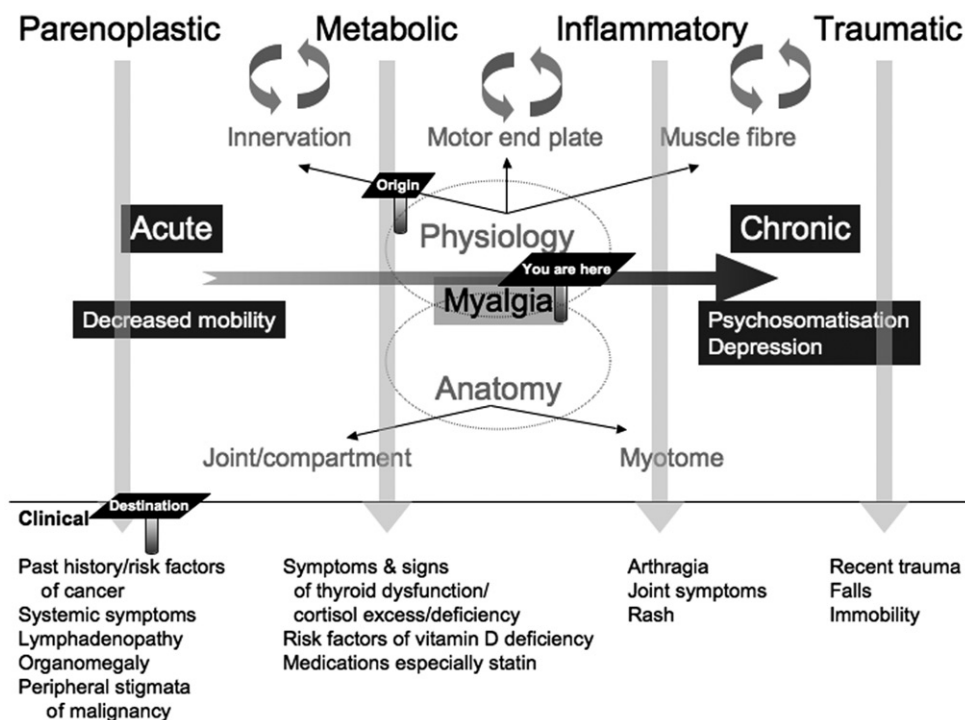 Parenoplastic
Metabolic
Inflammatory
Traumatic
Innervation
Motor end plate
Muscle fibre
Origin
Acute
Physiology
Chronic
You are here
Myalgia
Decreased mobility
Psychosomatisation
Depression
Anatomy
Joint/compartment
Myotome
Destination
Clinical
Past history/risk factors
of cancer
Systemic symptoms
Lymphadenopathy
Organomegaly
Peripheral stigmata
of malignancy
Symptoms & signs
of thyroid dysfunction/
cortisol excess/deficiency
Risk factors of vitamin D deficiency
Medications especially statin
Arthragia
Joint symptoms
Rash
Recent trauma
Falls
Immobility